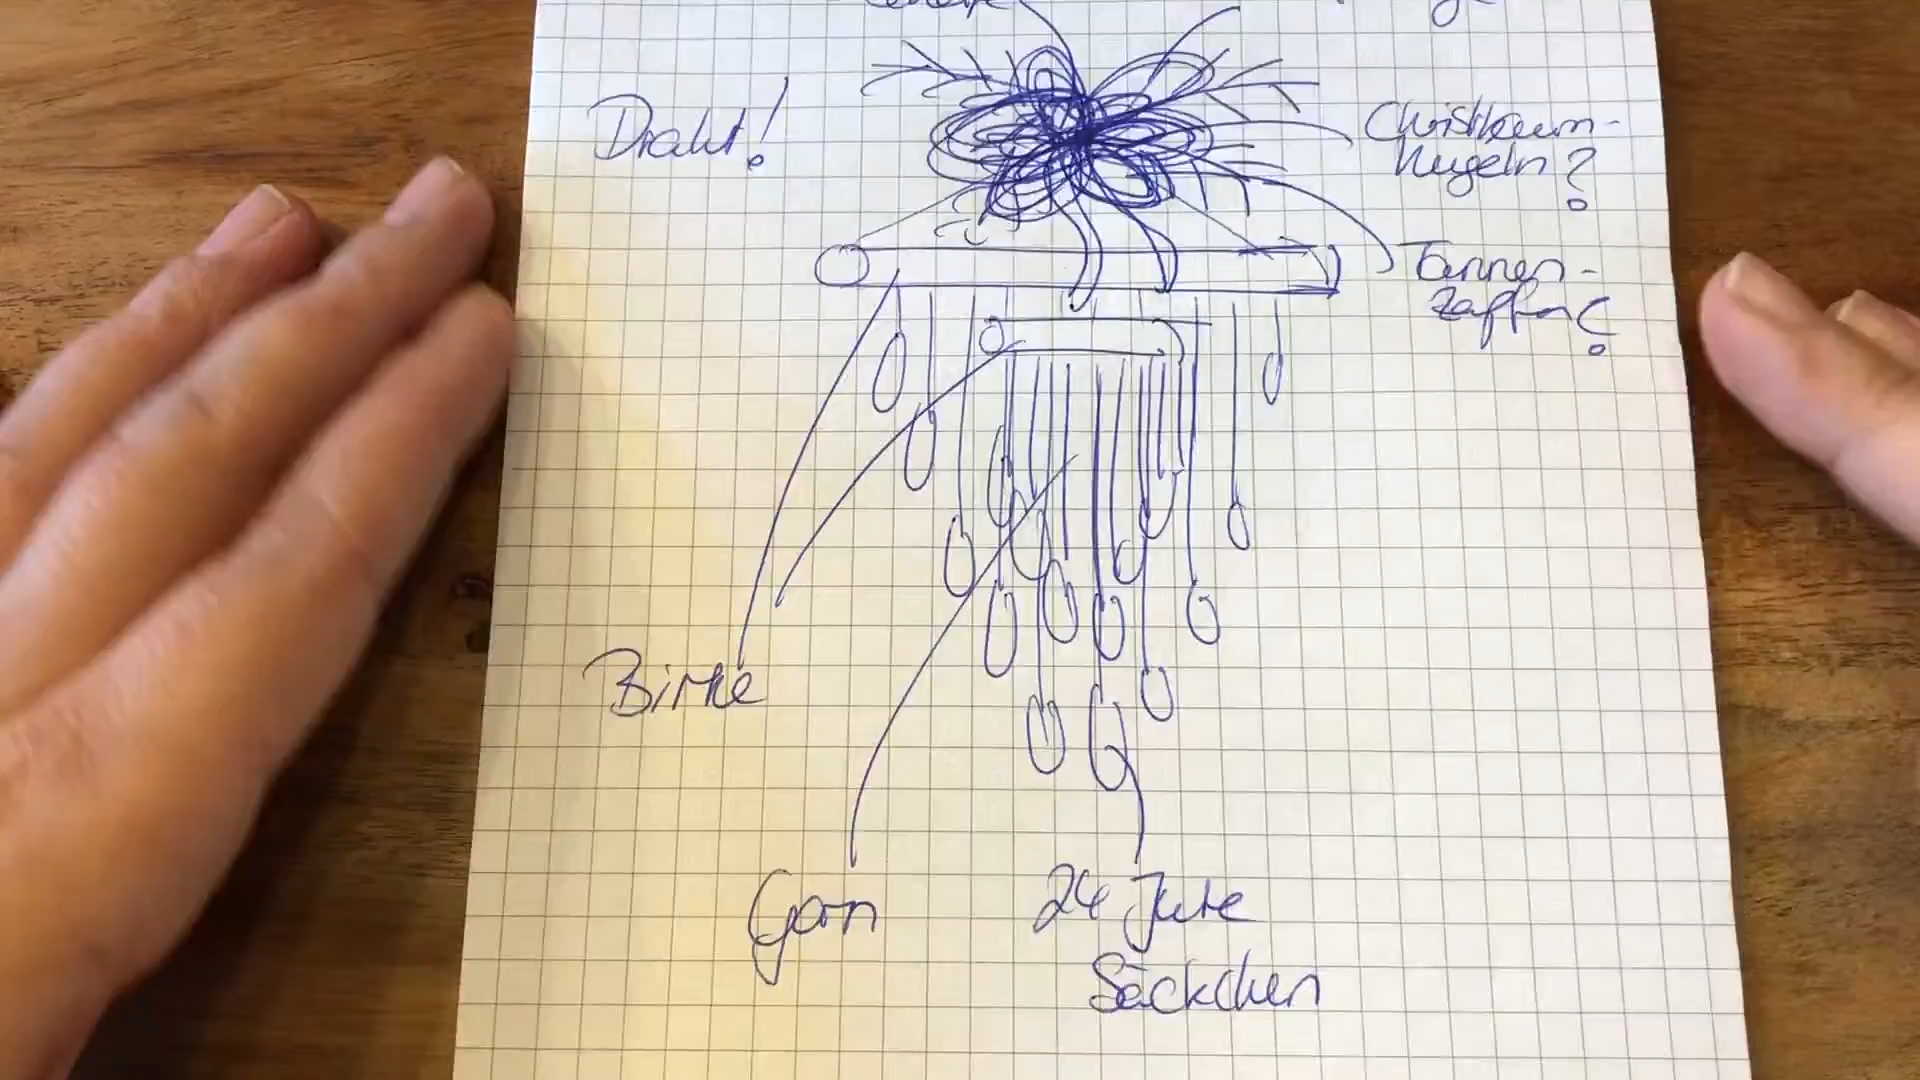 Draht!
Christbaum-
kugeln?
Tannen-
zapfen?
Birke
Garn
24 Jute
Säckchen